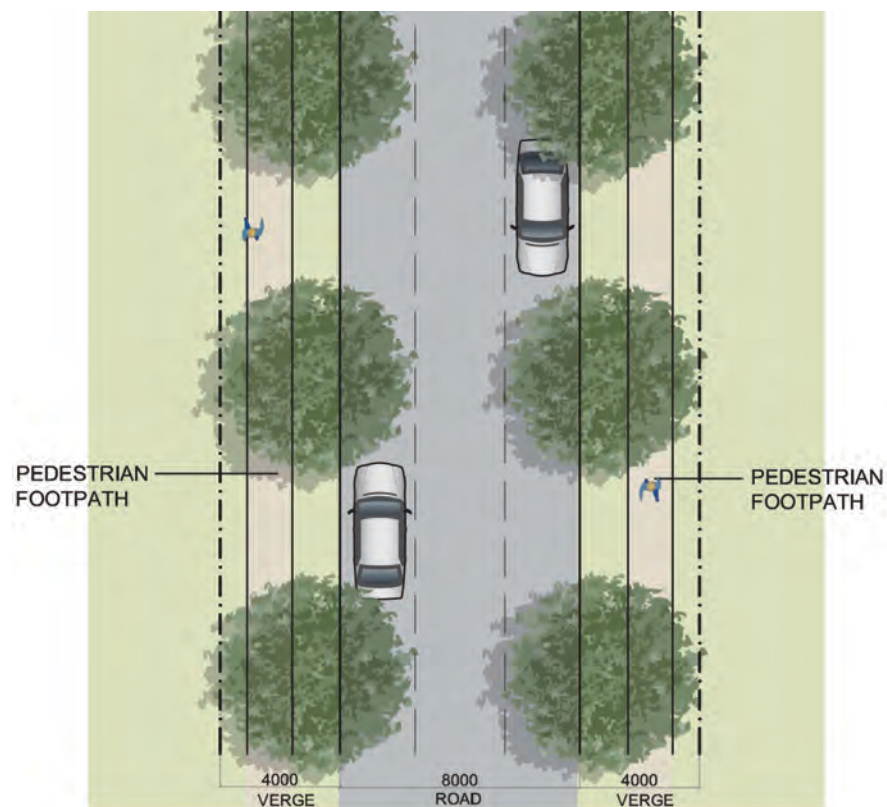 PEDESTRIAN
FOOTPATH
PEDESTRIAN
FOOTPATH
4000
8000
4000
VERGE
ROAD
VERGE